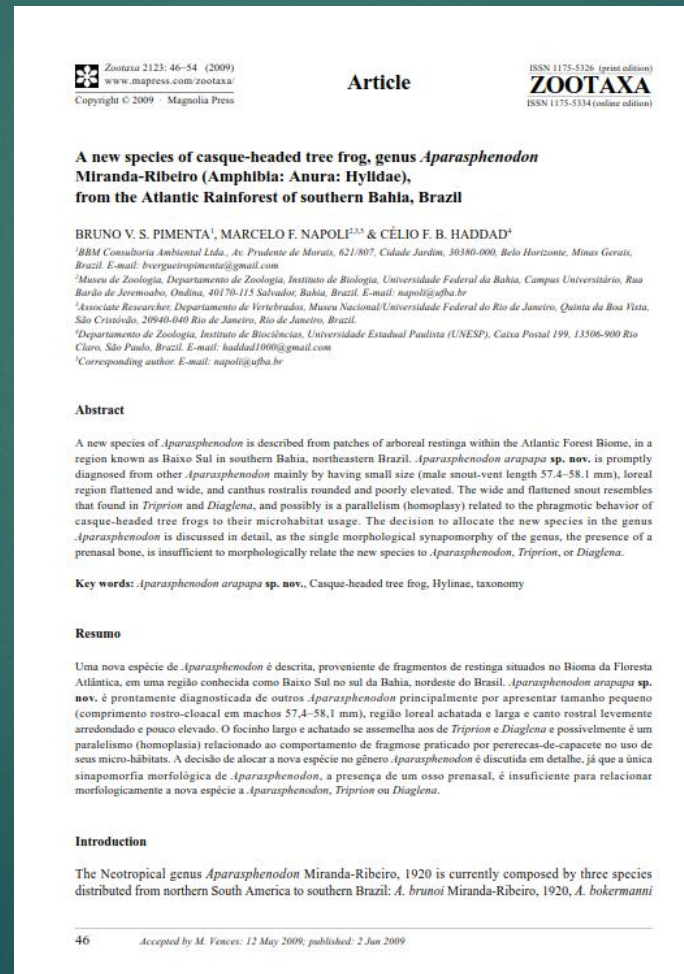 Zootaxa 2123: 46–54 (2009)
www.mapress.com/zootaxa/
Copyright © 2009 · Magnolia Press
Article
ISSN 1175-5326 (print edition)
ZOOTAXA
ISSN 1175-5334 (online edition)
A new species of casque-headed tree frog, genus Aparasphenodon
Miranda-Ribeiro (Amphibia: Anura: Hylidae),
from the Atlantic Rainforest of southern Bahia, Brazil
BRUNO V. S. PIMENTA¹, MARCELO F. NAPOLI²,³,⁵ & CÉLIO F. B. HADDAD⁴
¹BBM Consultoria Ambiental Ltda., Av. Prudente de Morais, 621/807, Cidade Jardim, 30380-000, Belo Horizonte, Minas Gerais,
Brazil. E-mail: bvergueiropimenta@gmail.com
²Museu de Zoologia, Departamento de Zoologia, Instituto de Biologia, Universidade Federal da Bahia, Campus Universitário, Rua
Barão de Jeremoabo, Ondina, 40170-115 Salvador, Bahia, Brazil. E-mail: napoli@ufba.br
³Associate Researcher, Departamento de Vertebrados, Museu Nacional/Universidade Federal do Rio de Janeiro, Quinta da Boa Vista,
São Cristóvão, 20940-040 Rio de Janeiro, Rio de Janeiro, Brazil.
⁴Departamento de Zoologia, Instituto de Biociências, Universidade Estadual Paulista (UNESP), Caixa Postal 199, 13506-900 Rio
Claro, São Paulo, Brazil. E-mail: haddad1000@gmail.com
⁵Corresponding author. E-mail: napoli@ufba.br
Abstract
A new species of Aparasphenodon is described from patches of arboreal restinga within the Atlantic Forest Biome, in a
region known as Baixo Sul in southern Bahia, northeastern Brazil. Aparasphenodon arapapa sp. nov. is promptly
diagnosed from other Aparasphenodon mainly by having small size (male snout-vent length 57.4–58.1 mm), loreal
region flattened and wide, and canthus rostralis rounded and poorly elevated. The wide and flattened snout resembles
that found in Triprion and Diaglena, and possibly is a parallelism (homoplasy) related to the phragmotic behavior of
casque-headed tree frogs to their microhabitat usage. The decision to allocate the new species in the genus
Aparasphenodon is discussed in detail, as the single morphological synapomorphy of the genus, the presence of a
prenasal bone, is insufficient to morphologically relate the new species to Aparasphenodon, Triprion, or Diaglena.
Key words: Aparasphenodon arapapa sp. nov., Casque-headed tree frog, Hylinae, taxonomy
Resumo
Uma nova espécie de Aparasphenodon é descrita, proveniente de fragmentos de restinga situados no Bioma da Floresta
Atlântica, em uma região conhecida como Baixo Sul no sul da Bahia, nordeste do Brasil. Aparasphenodon arapapa sp.
nov. é prontamente diagnosticada de outros Aparasphenodon principalmente por apresentar tamanho pequeno
(comprimento rostro-cloacal em machos 57,4–58,1 mm), região loreal achatada e larga e canto rostral levemente
arredondado e pouco elevado. O focinho largo e achatado se assemelha aos de Triprion e Diaglena e possivelmente é um
paralelismo (homoplasia) relacionado ao comportamento de fragmose praticado por pererecas-de-capacete no uso de
seus micro-hábitats. A decisão de alocar a nova espécie no gênero Aparasphenodon é discutida em detalhe, já que a única
sinapomorfia morfológica de Aparasphenodon, a presença de um osso prenasal, é insuficiente para relacionar
morfologicamente a nova espécie a Aparasphenodon, Triprion ou Diaglena.
Introduction
The Neotropical genus Aparasphenodon Miranda-Ribeiro, 1920 is currently composed by three species
distributed from northern South America to southern Brazil: A. brunoi Miranda-Ribeiro, 1920, A. bokermanni
46 Accepted by M. Vences: 12 May 2009; published: 2 Jun 2009